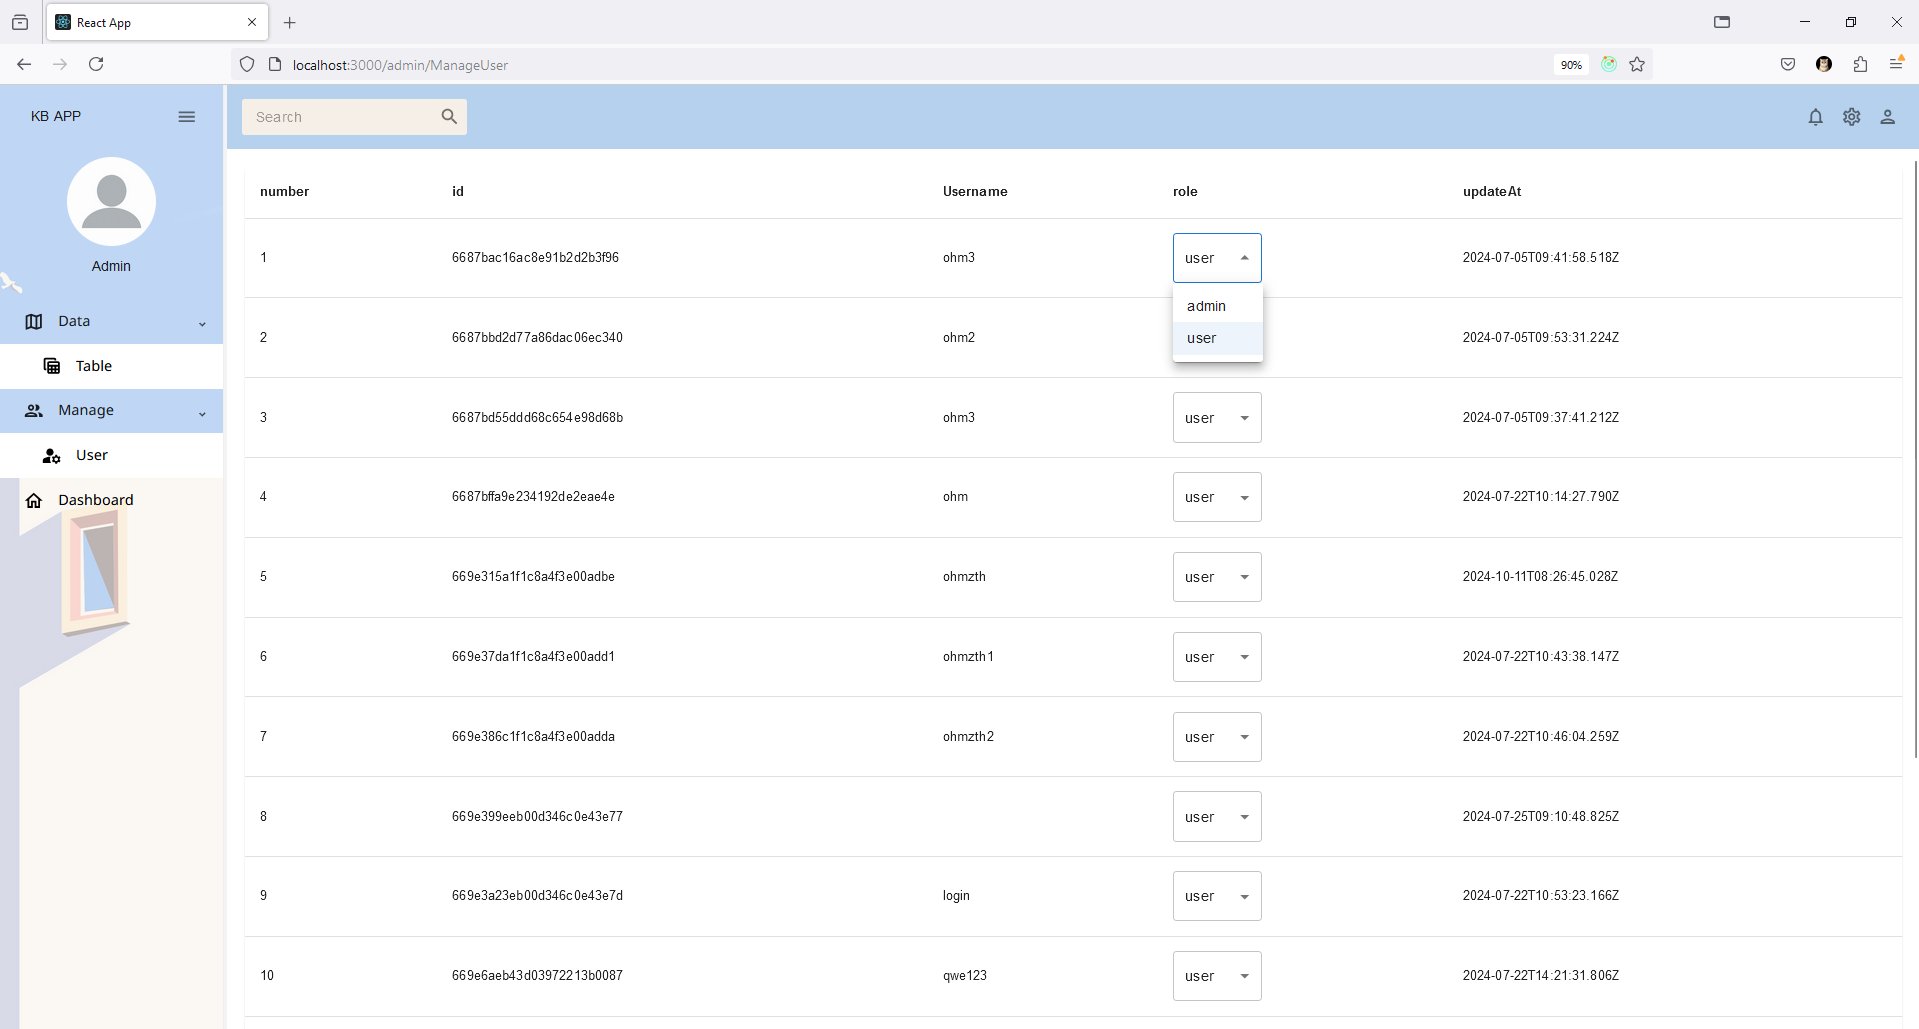 React App
localhost:3000/admin/ManageUser
90%
KB APP
Search
Admin
Data
Table
Manage
User
Dashboard
number id Username role updateAt
1 6687bac16ac8e91b2d2b3f96 ohm3 user 2024-07-05T09:41:58.518Z
admin
user
2 6687bbd2d77a86dac06ec340 ohm2 2024-07-05T09:53:31.224Z
3 6687bd55ddd68c654e98d68b ohm3 user 2024-07-05T09:37:41.212Z
4 6687bffa9e234192de2eae4e ohm user 2024-07-22T10:14:27.790Z
5 669e315a1f1c8a4f3e00adbe ohmzth user 2024-10-11T08:26:45.028Z
6 669e37da1f1c8a4f3e00add1 ohmzth1 user 2024-07-22T10:43:38.147Z
7 669e386c1f1c8a4f3e00adda ohmzth2 user 2024-07-22T10:46:04.259Z
8 669e399eeb00d346c0e43e77 user 2024-07-25T09:10:48.825Z
9 669e3a23eb00d346c0e43e7d login user 2024-07-22T10:53:23.166Z
10 669e6aeb43d03972213b0087 qwe123 user 2024-07-22T14:21:31.806Z